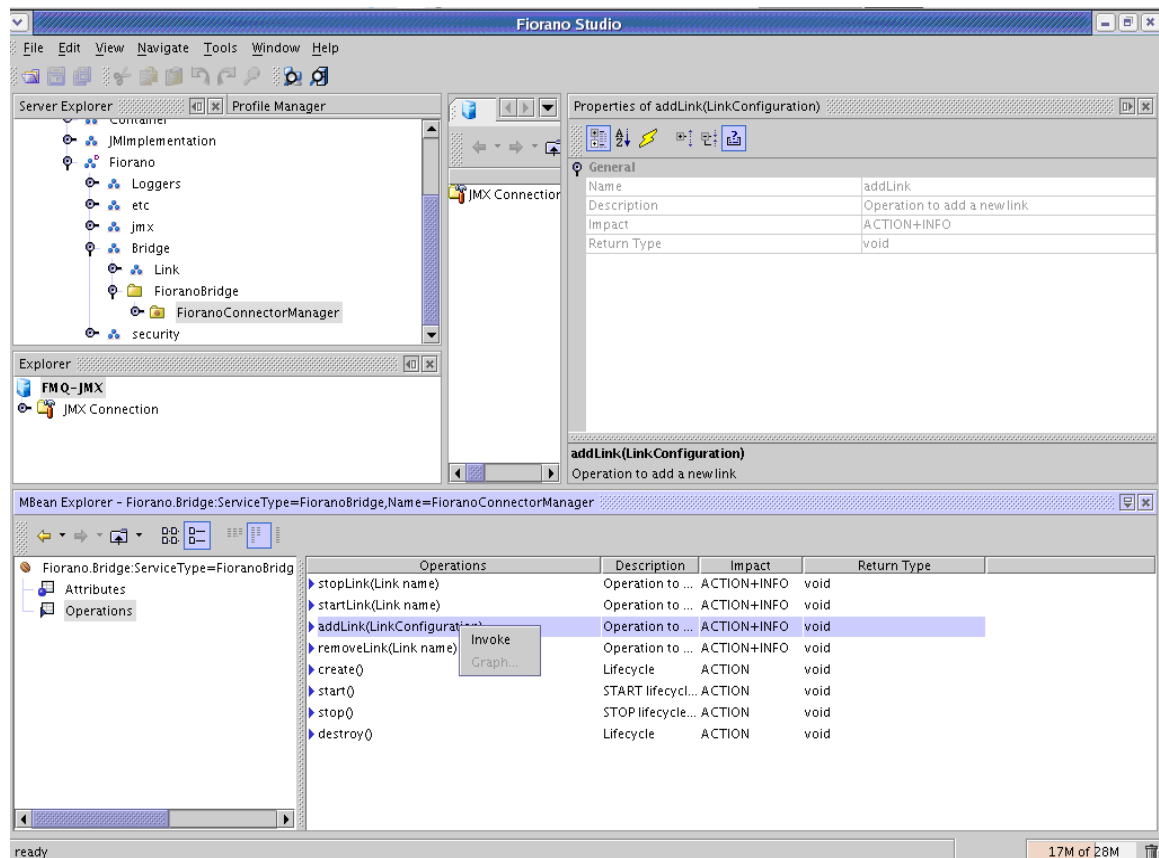 Fiorano Studio
File Edit View Navigate Tools Window Help
Server Explorer Profile Manager
Container
JMImplementation
Fiorano
Loggers
etc
jmx
Bridge
Link
FioranoBridge
FioranoConnectorManager
security
Explorer
FMQ-JMX
JMX Connection
JMX Connection
Properties of addLink(LinkConfiguration)
General
Name addLink
Description Operation to add a new link
Impact ACTION+INFO
Return Type void
addLink(LinkConfiguration)
Operation to add a new link
MBean Explorer - Fiorano.Bridge:ServiceType=FioranoBridge,Name=FioranoConnectorManager
Fiorano.Bridge:ServiceType=FioranoBridg
Attributes
Operations
Operations Description Impact Return Type
stopLink(Link name) Operation to ... ACTION+INFO void
startLink(Link name) Operation to ... ACTION+INFO void
addLink(LinkConfiguration) Operation to ... ACTION+INFO void
removeLink(Link name) Operation to ... ACTION+INFO void
create() Lifecycle ACTION void
start() START lifecycl... ACTION void
stop() STOP lifecycle... ACTION void
destroy() Lifecycle ACTION void
Invoke
Graph...
ready
17M of 28M